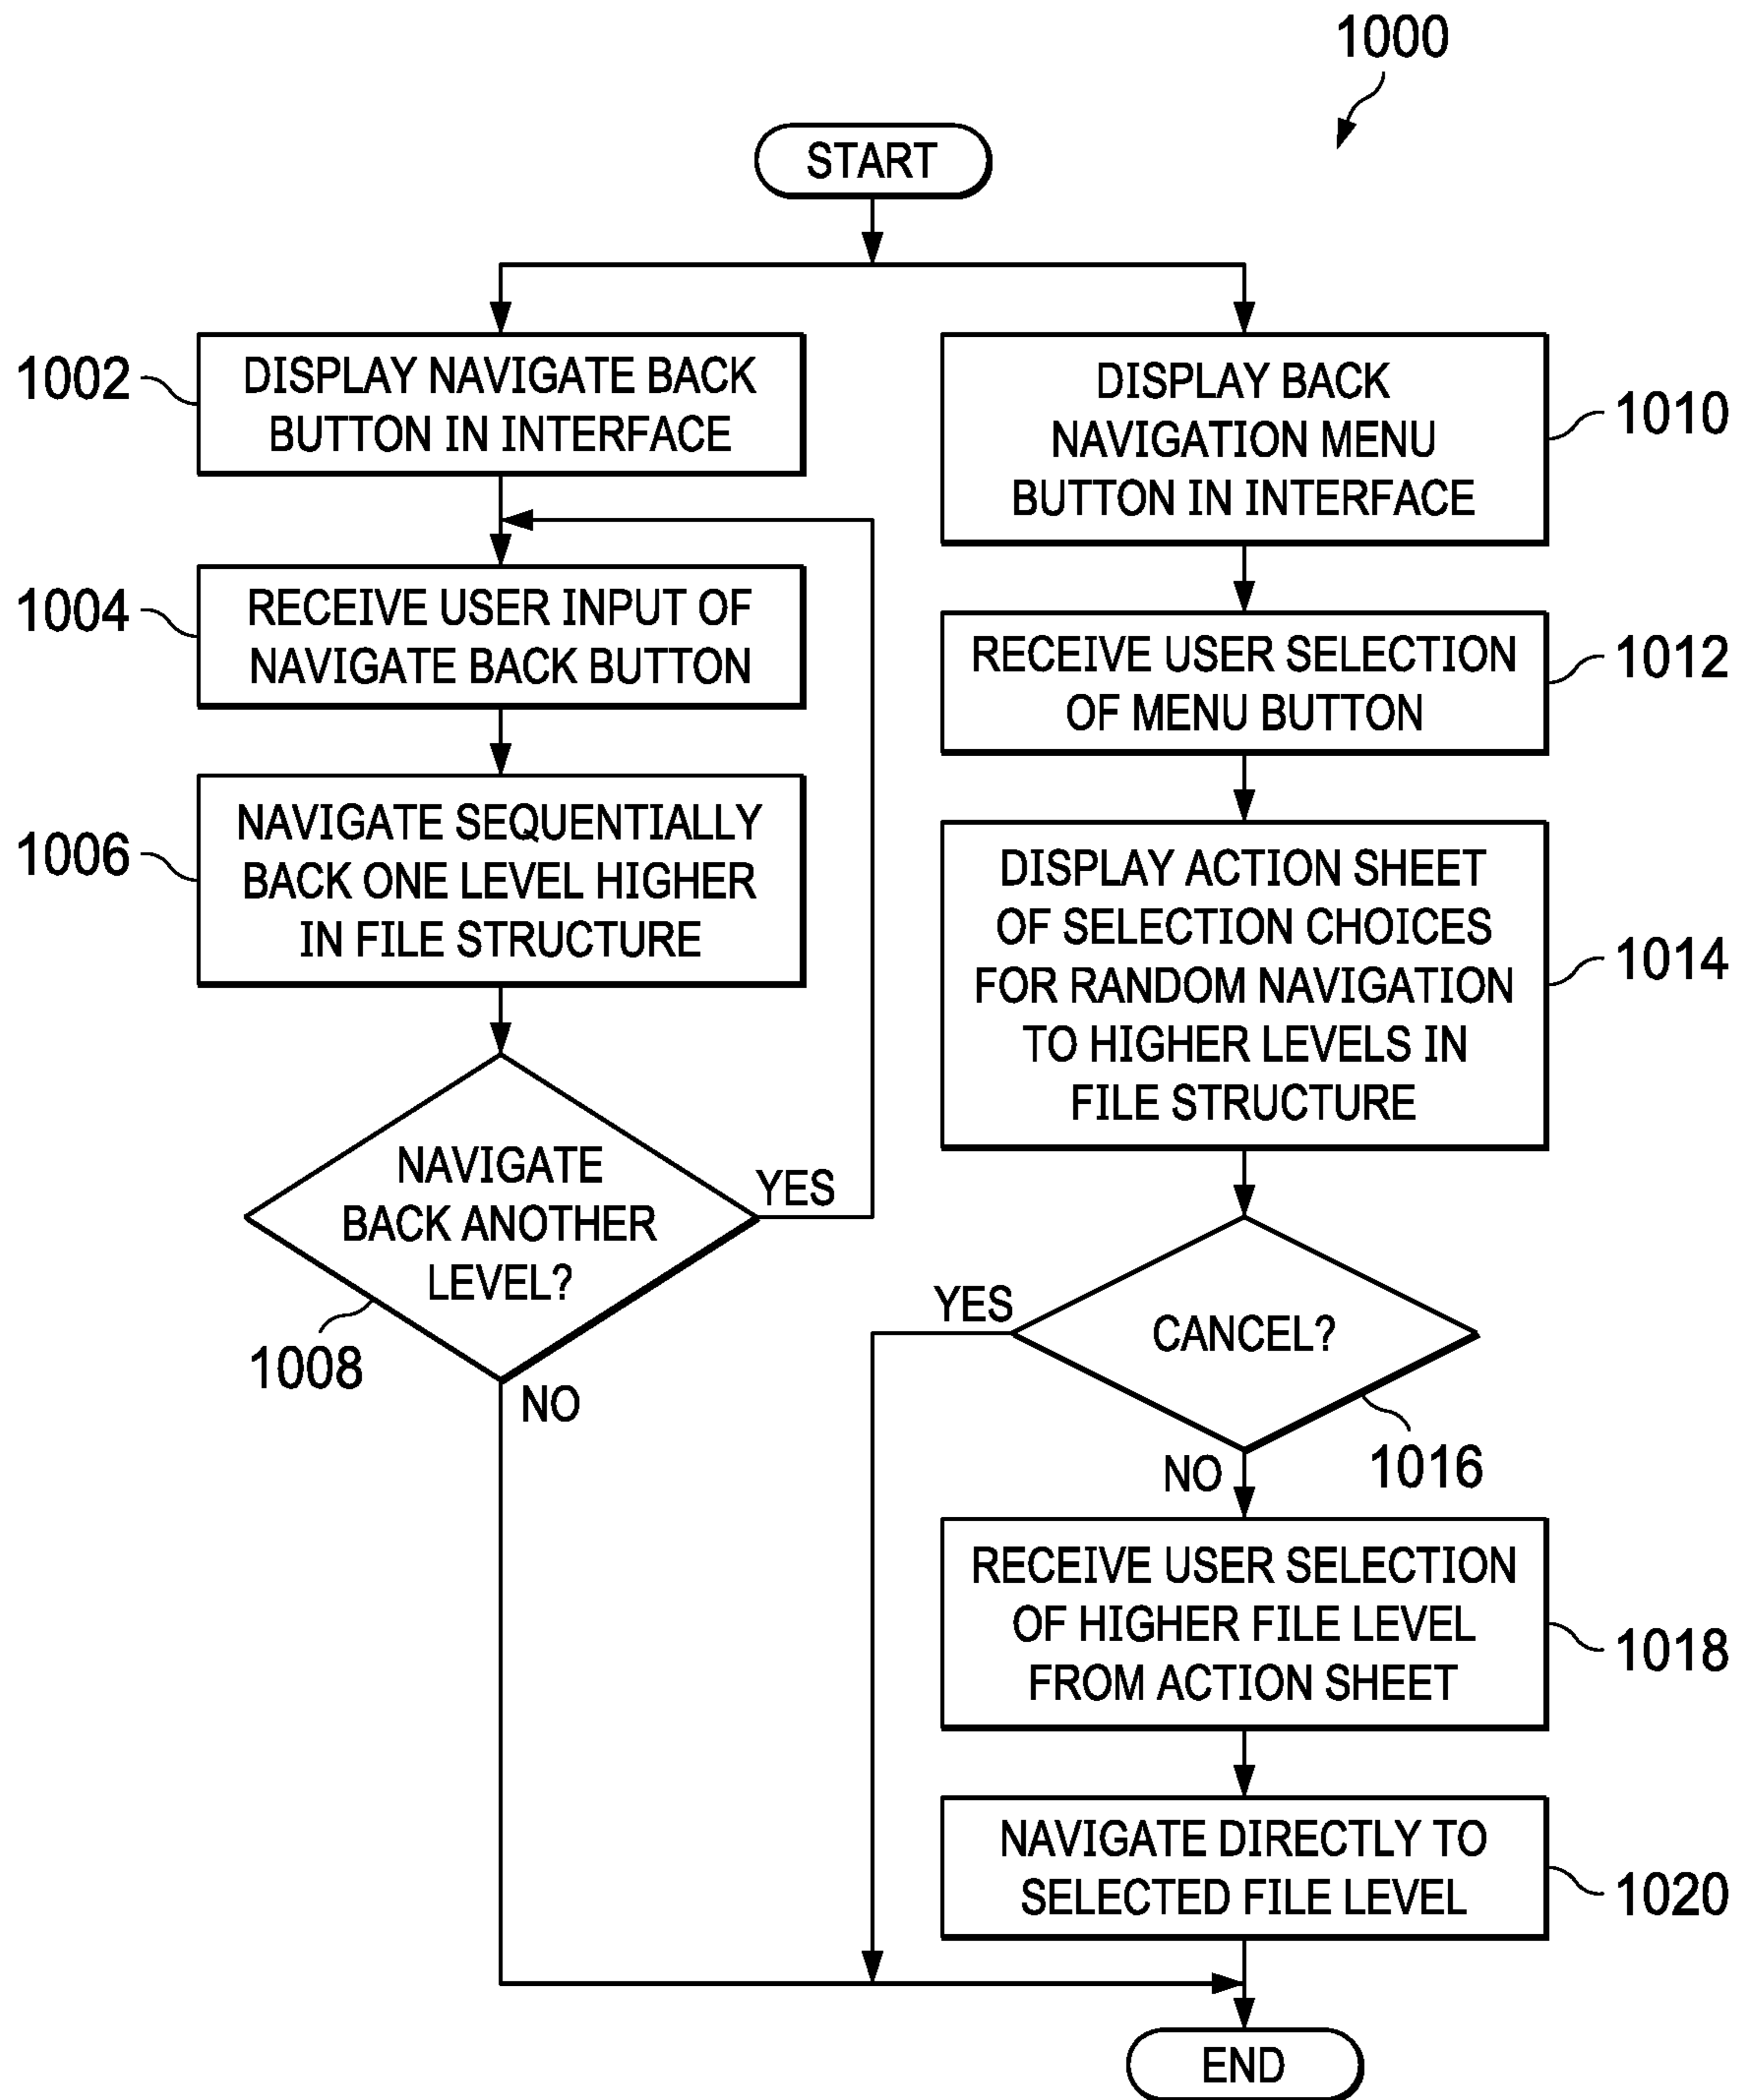 1000
START
1002
DISPLAY NAVIGATE BACK
BUTTON IN INTERFACE
1004
RECEIVE USER INPUT OF
NAVIGATE BACK BUTTON
1006
NAVIGATE SEQUENTIALLY
BACK ONE LEVEL HIGHER
IN FILE STRUCTURE
NAVIGATE
BACK ANOTHER
LEVEL?
YES
1008
NO
DISPLAY BACK
NAVIGATION MENU
BUTTON IN INTERFACE
1010
RECEIVE USER SELECTION
OF MENU BUTTON
1012
DISPLAY ACTION SHEET
OF SELECTION CHOICES
FOR RANDOM NAVIGATION
TO HIGHER LEVELS IN
FILE STRUCTURE
1014
YES
CANCEL?
1016
NO
RECEIVE USER SELECTION
OF HIGHER FILE LEVEL
FROM ACTION SHEET
1018
NAVIGATE DIRECTLY TO
SELECTED FILE LEVEL
1020
END